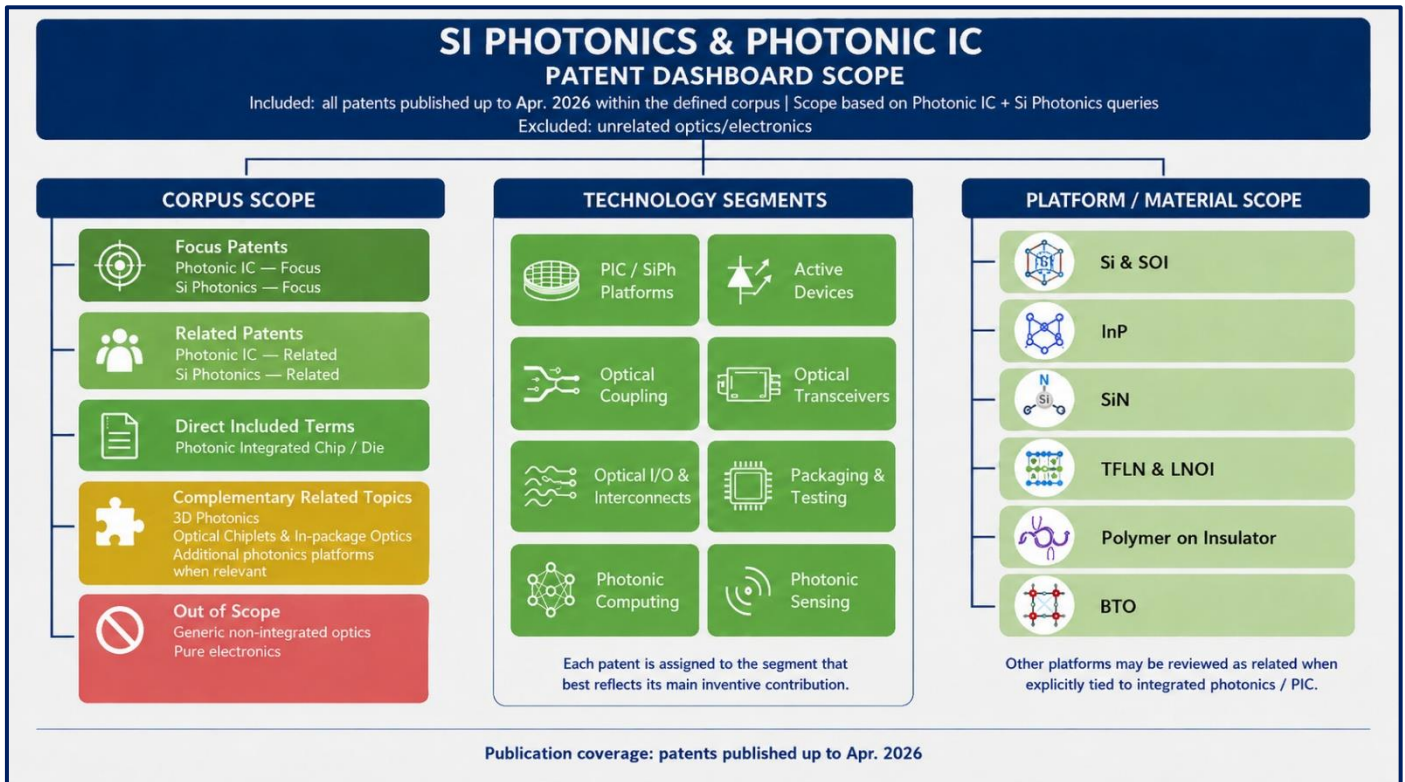 SI PHOTONICS & PHOTONIC IC
PATENT DASHBOARD SCOPE
Included: all patents published up to Apr. 2026 within the defined corpus | Scope based on Photonic IC + Si Photonics queries
Excluded: unrelated optics/electronics
CORPUS SCOPE
Focus Patents
Photonic IC — Focus
Si Photonics — Focus
Related Patents
Photonic IC — Related
Si Photonics — Related
Direct Included Terms
Photonic Integrated Chip / Die
Complementary Related Topics
3D Photonics
Optical Chiplets & In-package Optics
Additional photonics platforms
when relevant
Out of Scope
Generic non-integrated optics
Pure electronics
TECHNOLOGY SEGMENTS
PIC / SiPh
Platforms
Active
Devices
Optical
Coupling
Optical
Transceivers
Optical I/O &
Interconnects
Packaging &
Testing
Photonic
Computing
Photonic
Sensing
Each patent is assigned to the segment that
best reflects its main inventive contribution.
PLATFORM / MATERIAL SCOPE
Si & SOI
InP
N
Si
SiN
TFLN & LNOI
Polymer on Insulator
BTO
Other platforms may be reviewed as related when
explicitly tied to integrated photonics / PIC.
Publication coverage: patents published up to Apr. 2026